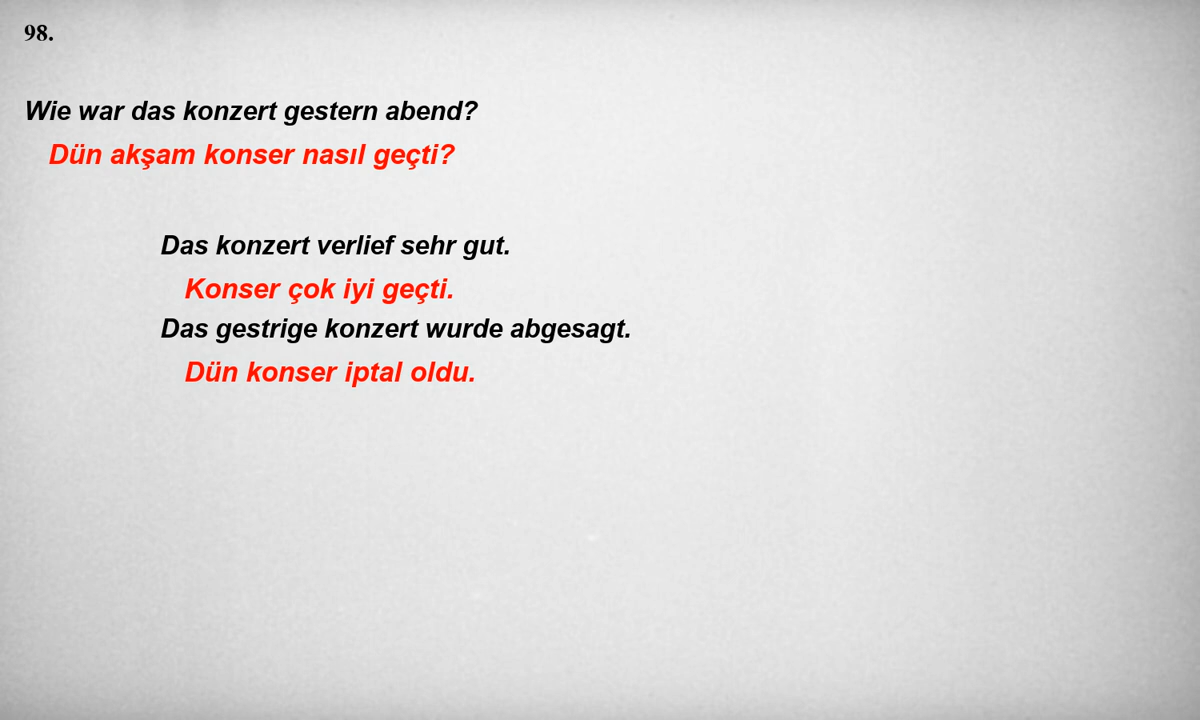 98.
Wie war das konzert gestern abend?
Dün akşam konser nasıl geçti?
Das konzert verlief sehr gut.
Konser çok iyi geçti.
Das gestrige konzert wurde abgesagt.
Dün konser iptal oldu.